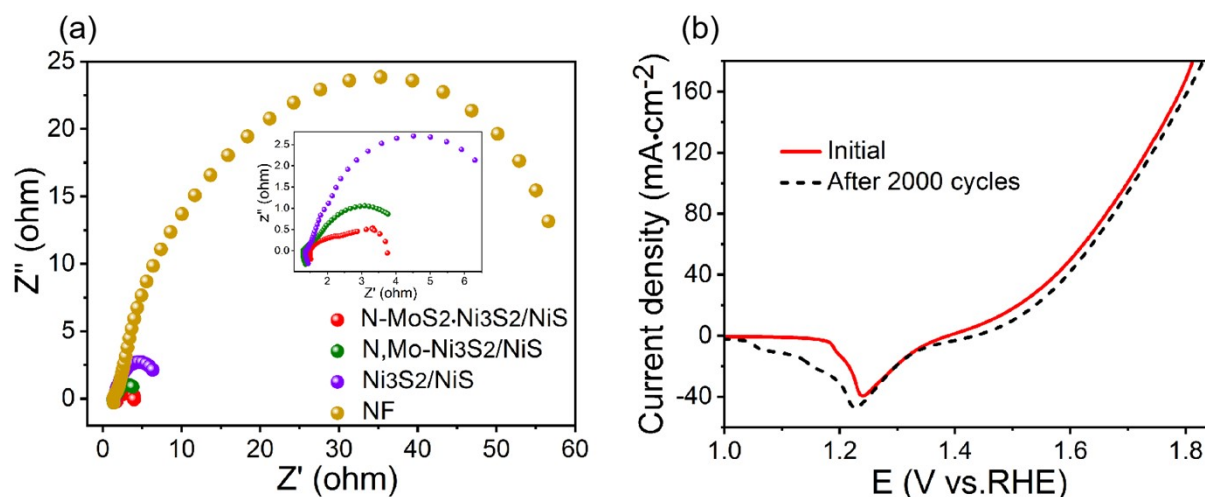 (a)
25
20
15
10
5
0
Z" (ohm)
0 10 20 30 40 50 60
Z' (ohm)
2.5
2.0
1.5
1.0
0.5
0.0
z" (ohm)
2 3 4 5 6
Z' (ohm)
N-MoS2·Ni3S2/NiS
N,Mo-Ni3S2/NiS
Ni3S2/NiS
NF
(b)
160
120
80
40
0
-40
Current density (mA·cm-2)
Initial
After 2000 cycles
1.0 1.2 1.4 1.6 1.8
E (V vs.RHE)